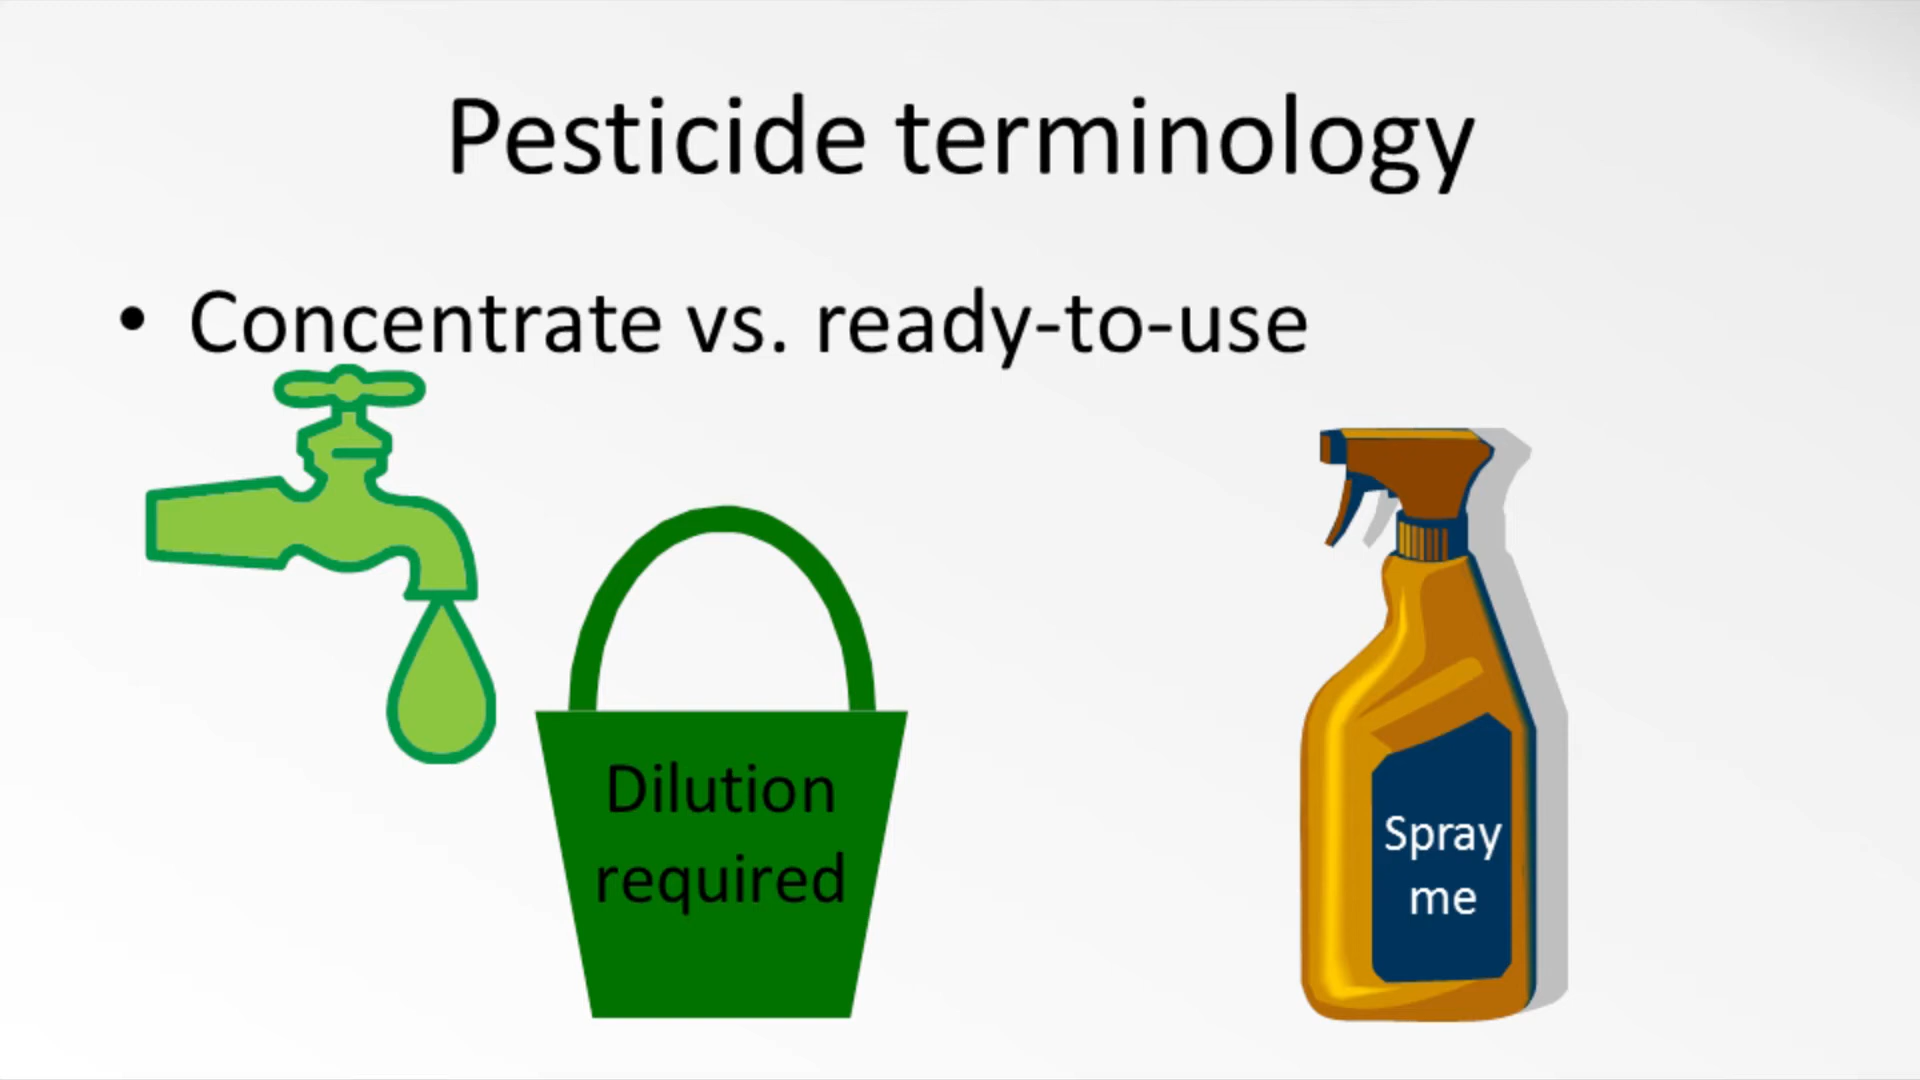 Pesticide terminology
• Concentrate vs. ready-to-use
Dilution
required
Spray
me